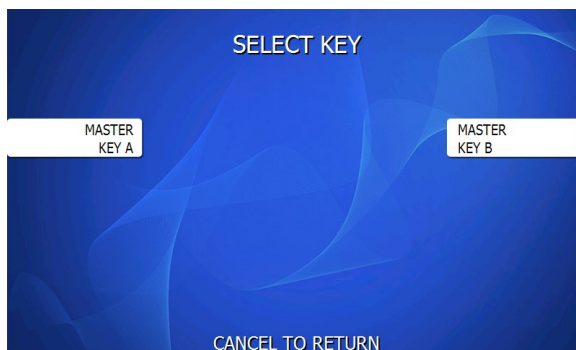 SELECT KEY
MASTER
KEY A
MASTER
KEY B
CANCEL TO RETURN